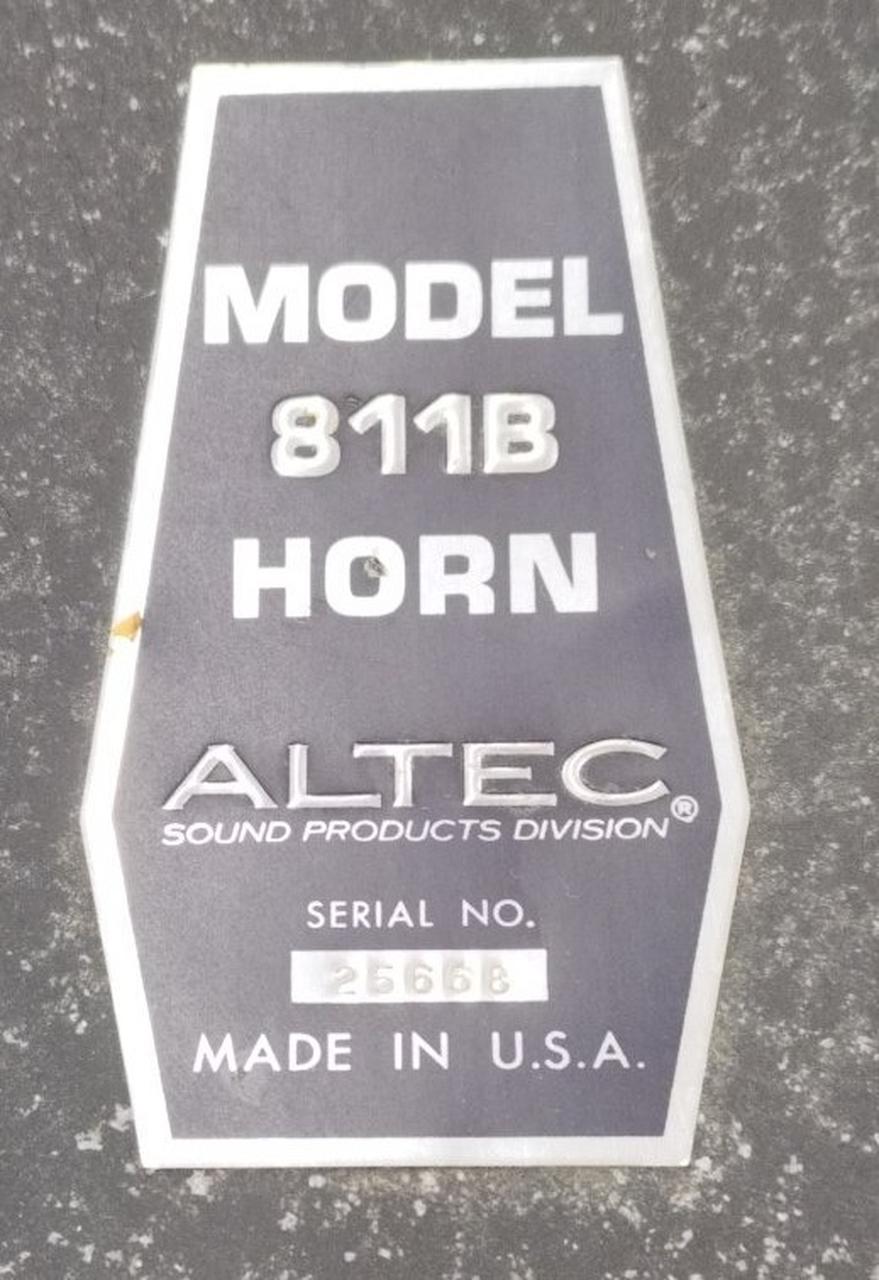 MODEL
811B
HORN
ALTEC®
SOUND PRODUCTS DIVISION
SERIAL NO.
25668
MADE IN U.S.A.